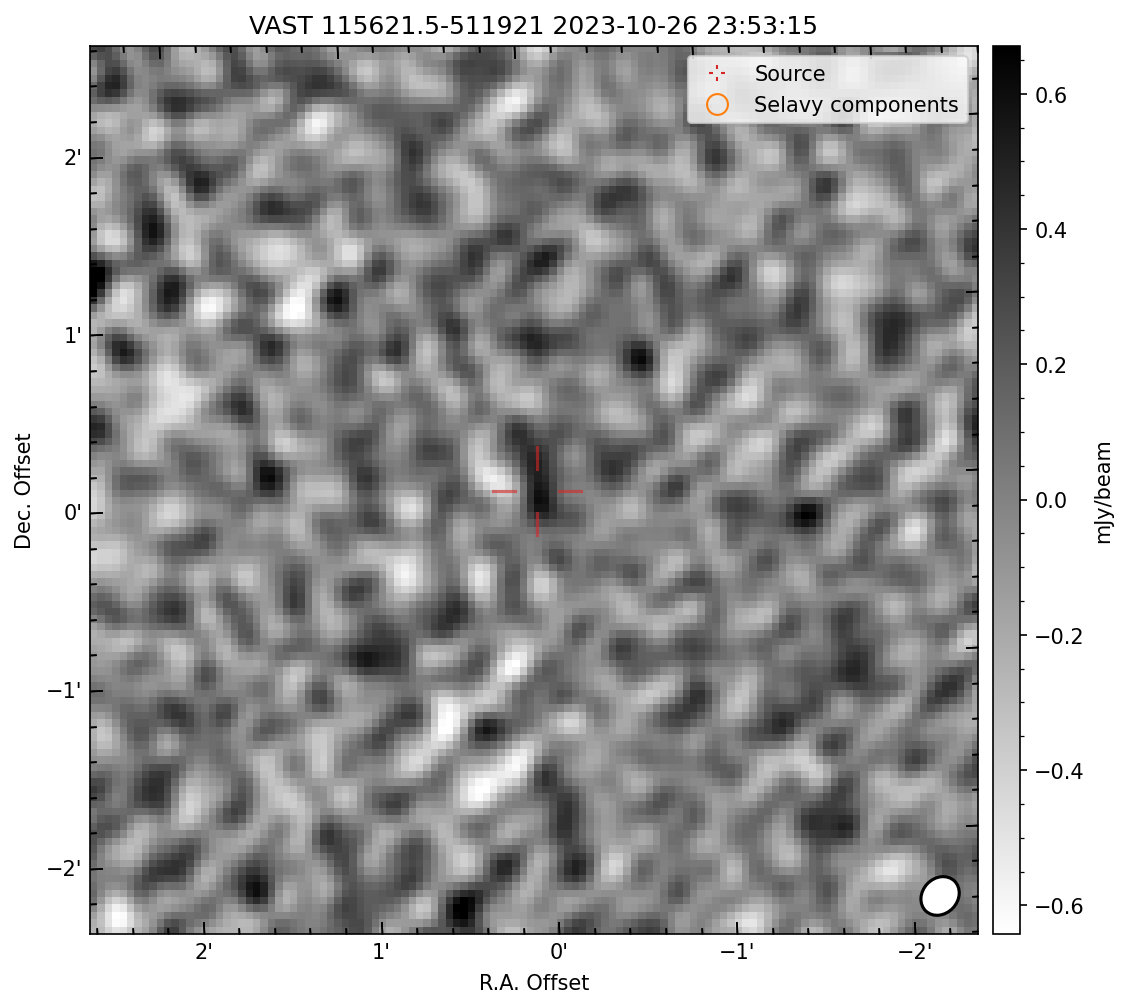 VAST 115621.5-511921 2023-10-26 23:53:15
Source
Selavy components
2'
1'
0'
−1'
−2'
Dec. Offset
2'
1'
0'
−1'
−2'
R.A. Offset
0.6
0.4
0.2
0.0
−0.2
−0.4
−0.6
mJy/beam